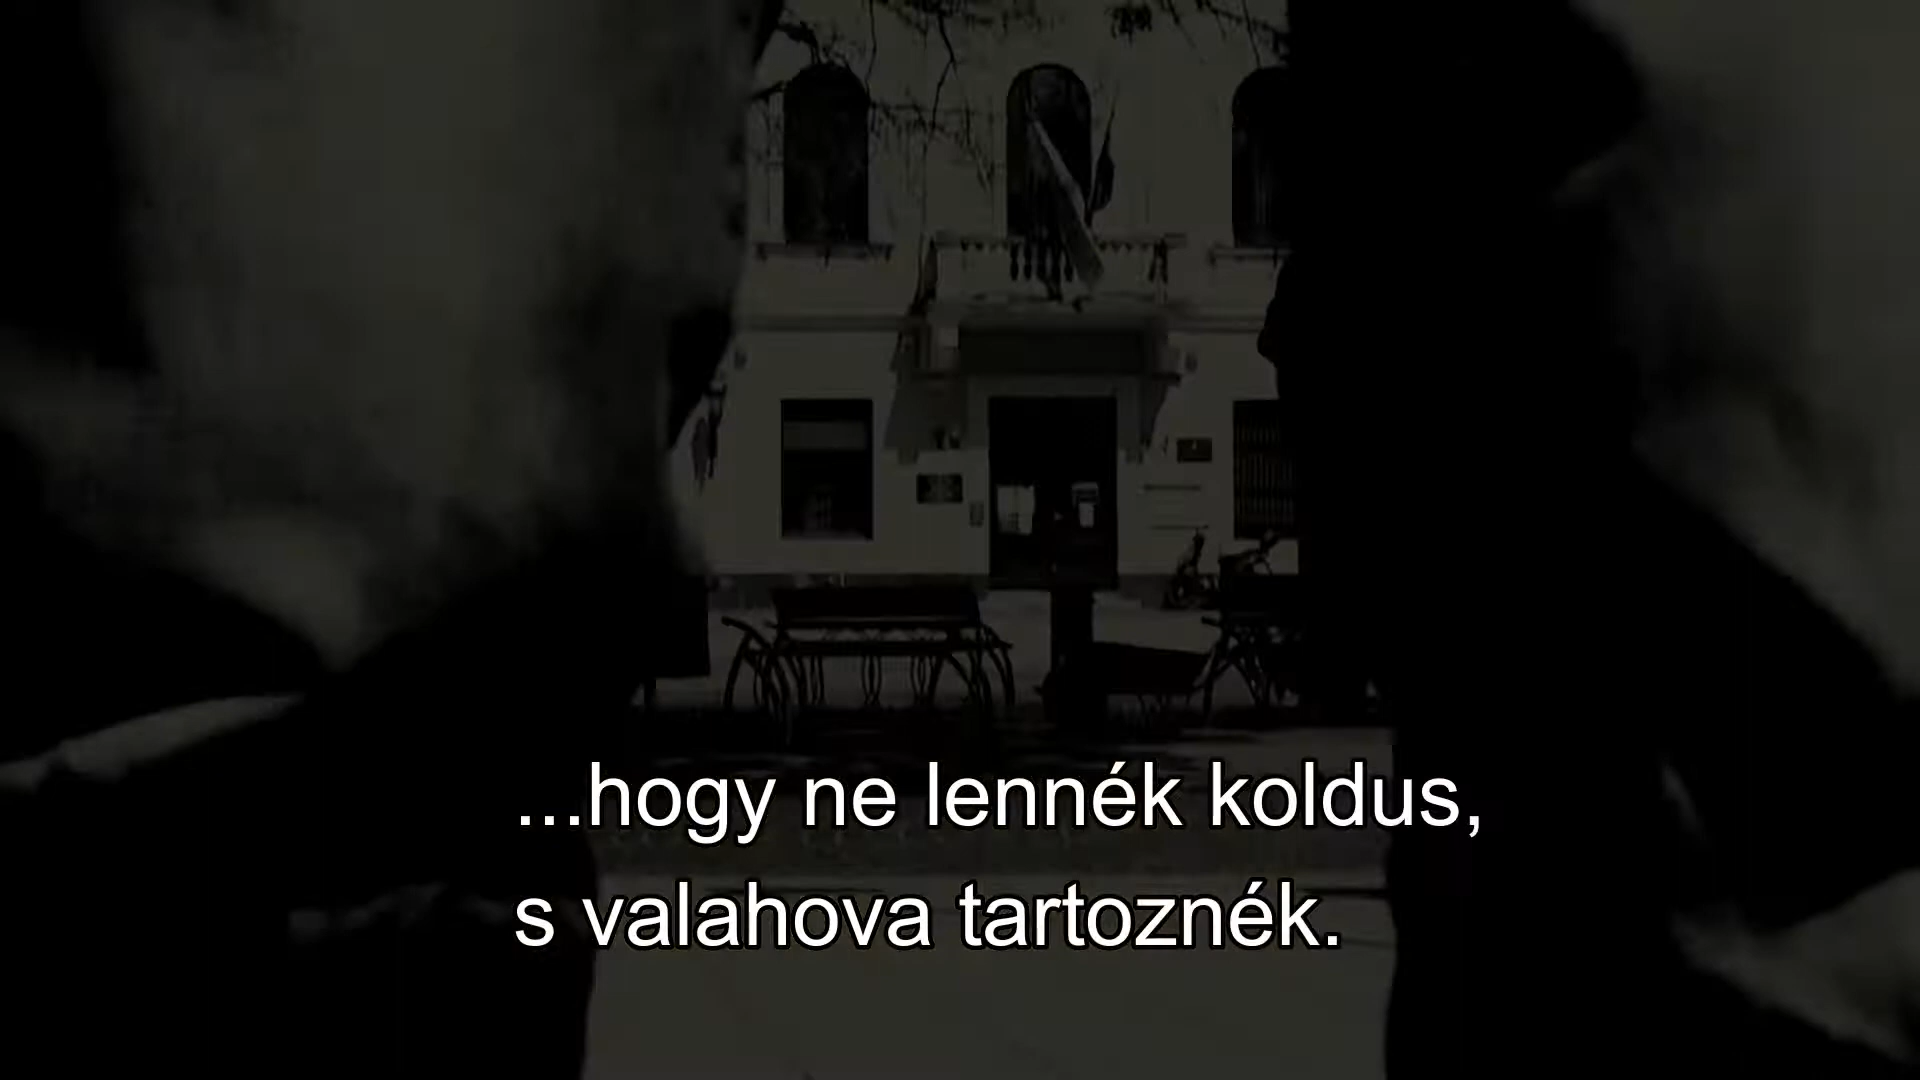 ...hogy ne lennék koldus,
s valahova tartoznék.